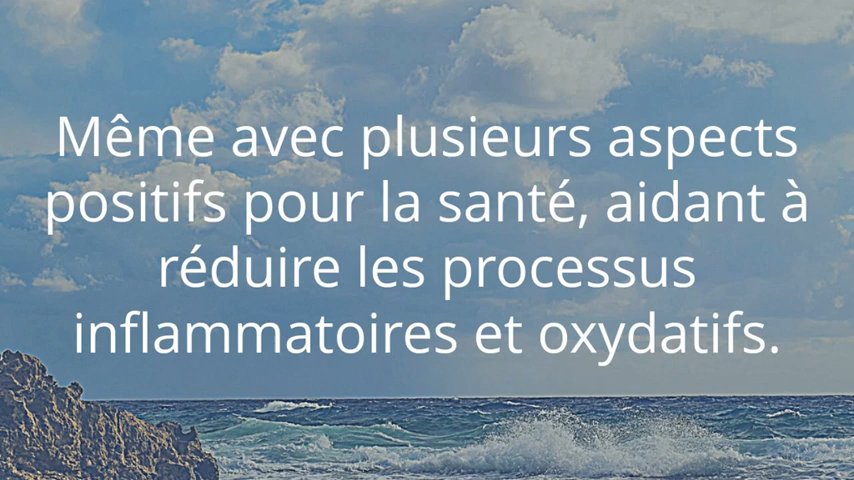 Même avec plusieurs aspects
positifs pour la santé, aidant à
réduire les processus
inflammatoires et oxydatifs.